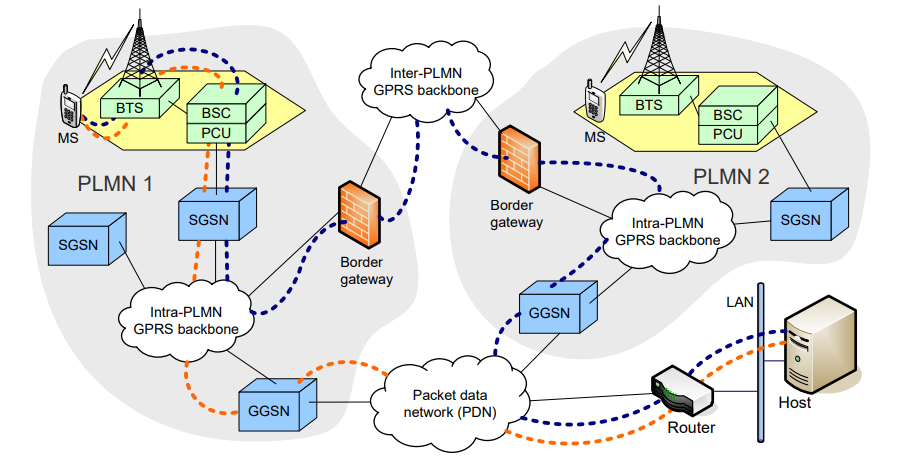 Inter-PLMN
GPRS backbone
BTS
BSC
PCU
MS
PLMN 1
SGSN
SGSN
Border
gateway
Intra-PLMN
GPRS backbone
GGSN
BTS
BSC
PCU
MS
PLMN 2
Border
gateway
Intra-PLMN
GPRS backbone
SGSN
GGSN
Packet data
network (PDN)
LAN
Router
Host